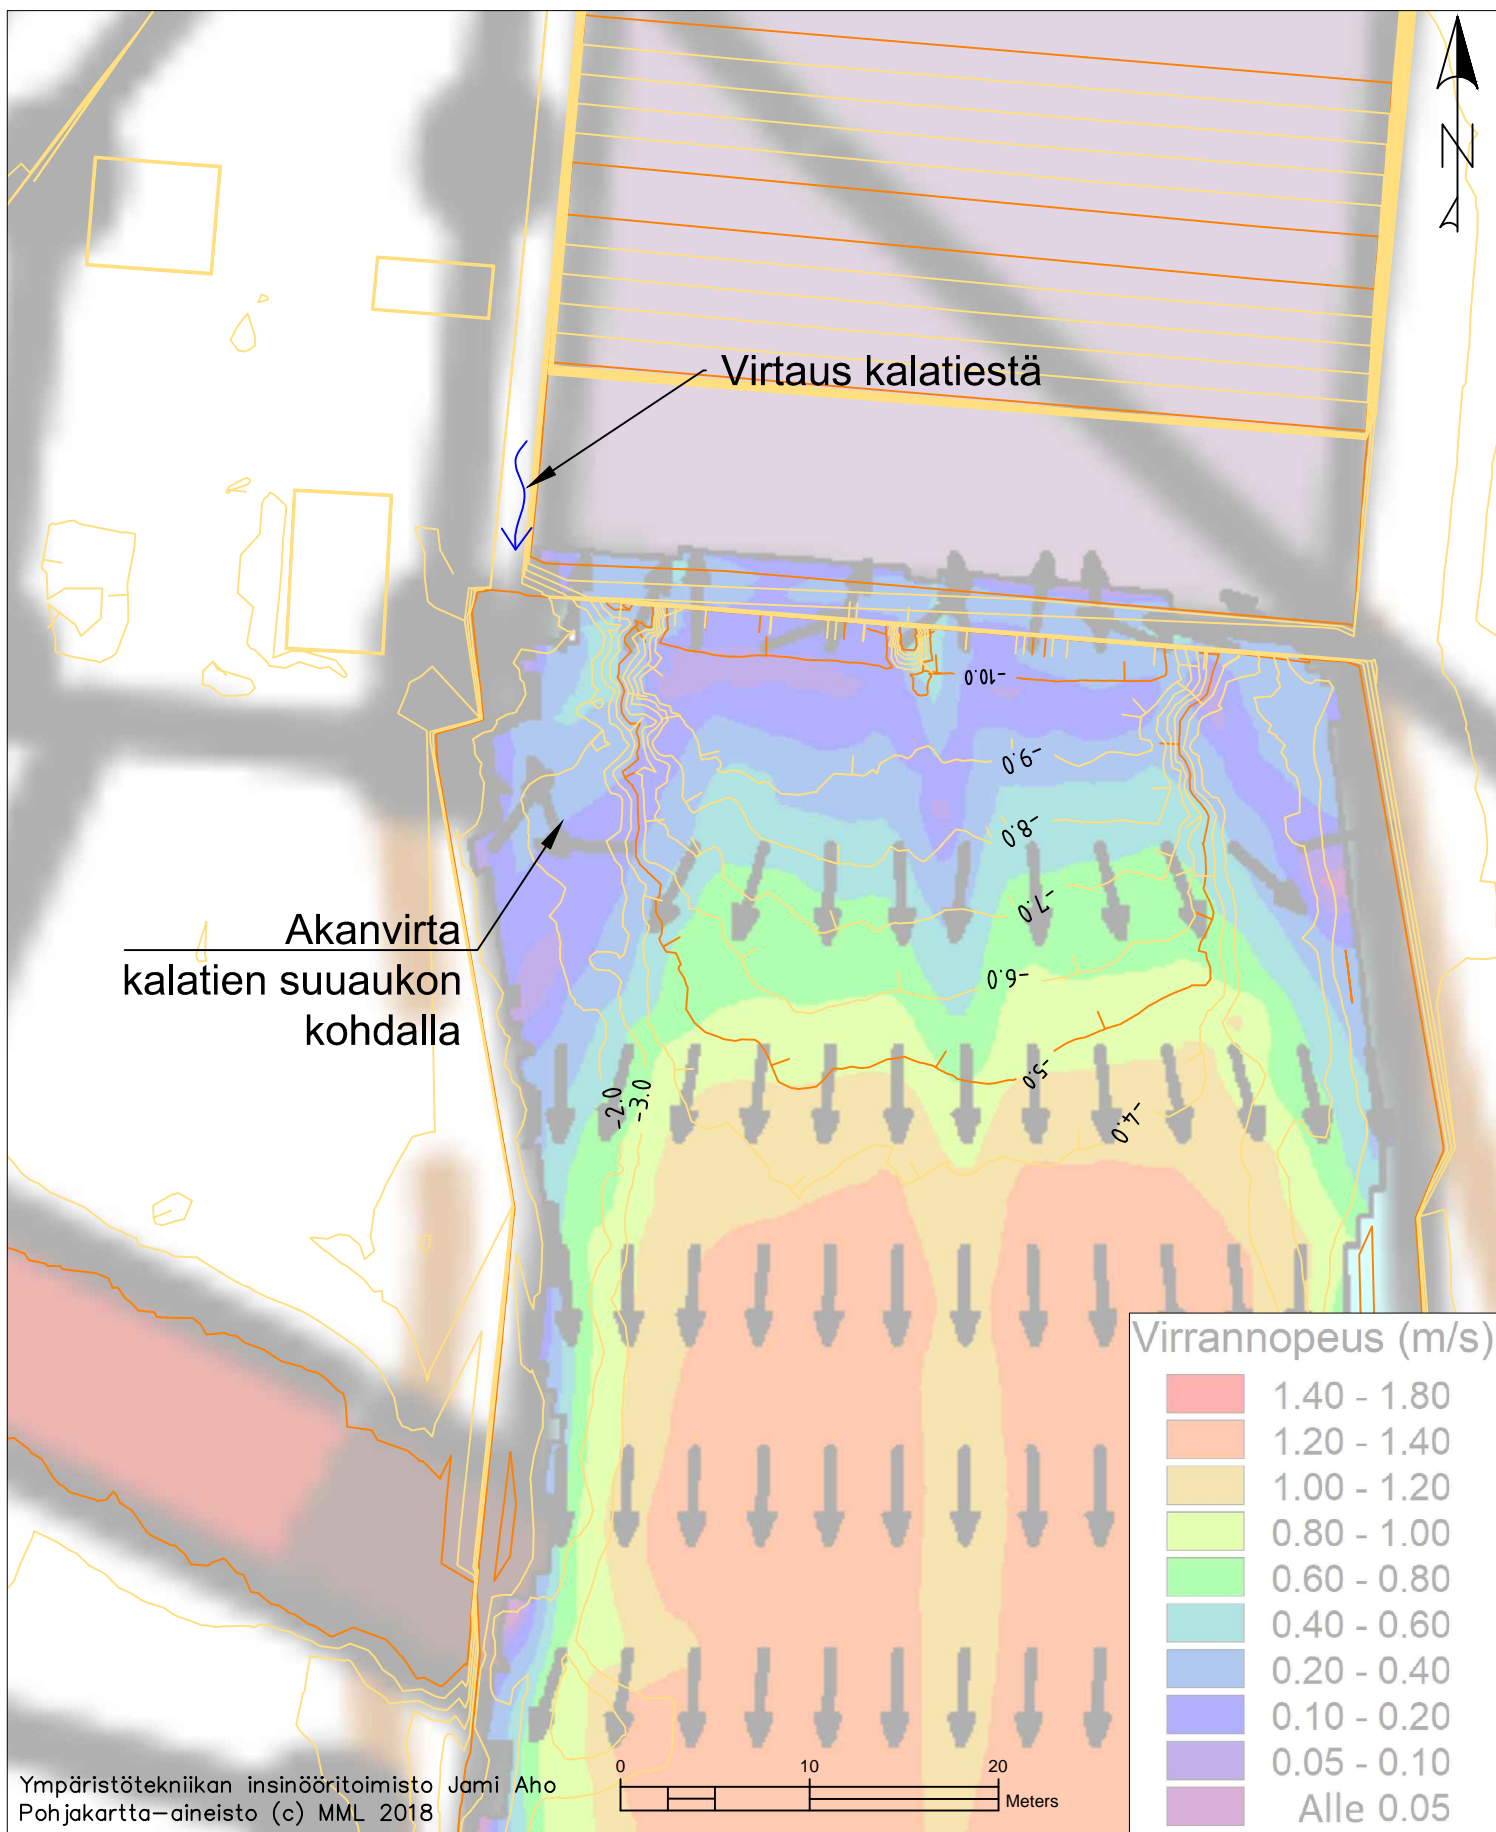 N
Virtaus kalatiestä
-10.0
-9.0
-8.0
-7.0
-6.0
-5.0
-4.0
-2.0
-3.0
Akanvirta
kalatien suuaukon
kohdalla
Virrannopeus (m/s)
1.40 - 1.80
1.20 - 1.40
1.00 - 1.20
0.80 - 1.00
0.60 - 0.80
0.40 - 0.60
0.20 - 0.40
0.10 - 0.20
0.05 - 0.10
Alle 0.05
0 10 20
Meters
Ympäristötekniikan insinööritoimisto Jami Aho
Pohjakartta-aineisto (c) MML 2018